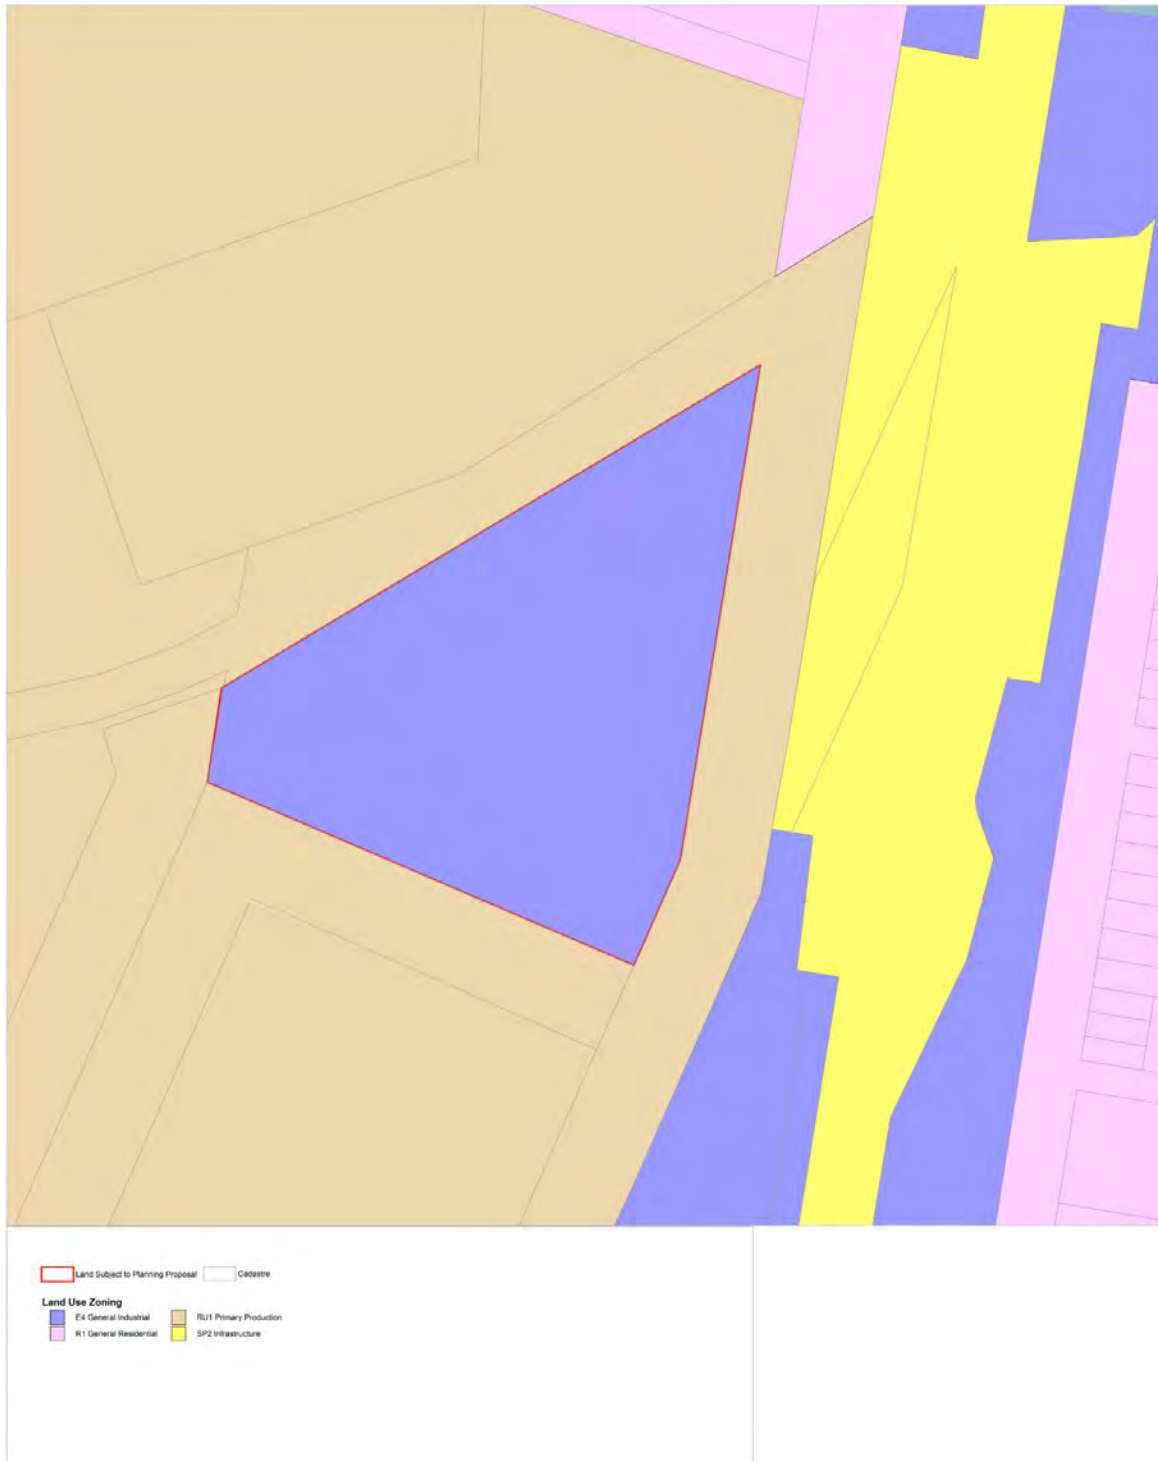 Land Subject to Planning Proposal Cadastre
Land Use Zoning
E4 General Industrial RU1 Primary Production
R1 General Residential SP2 Infrastructure